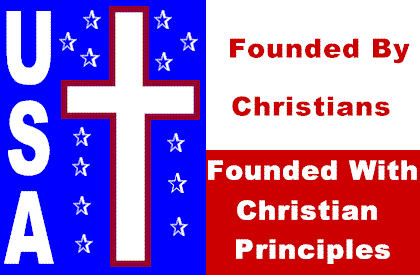 USA
Founded By
Christians
Founded With
Christian
Principles